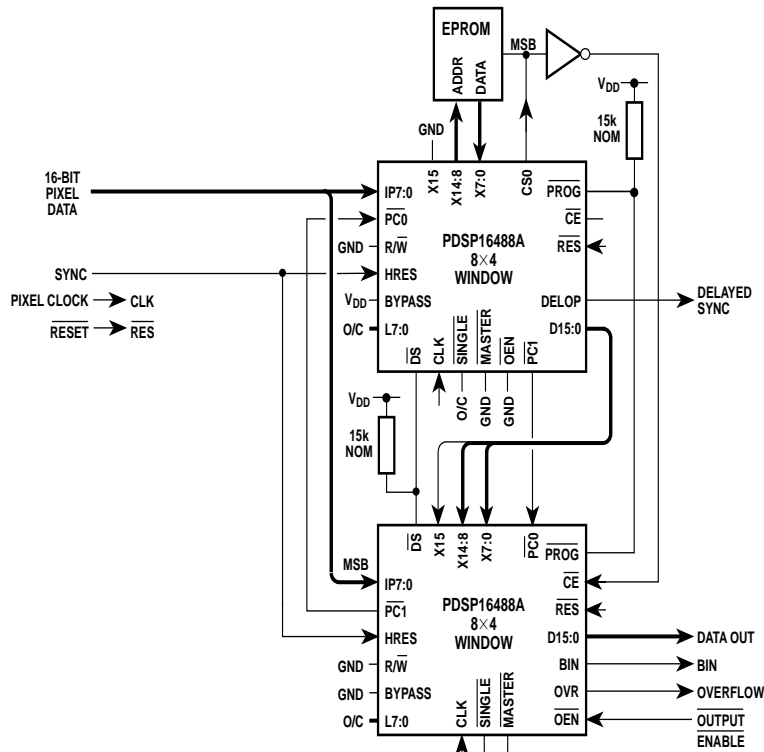 EPROM
MSB
ADDR
DATA
VDD
15k
NOM
GND
X15
X14:8
X7:0
CS0
16-BIT
PIXEL
DATA
IP7:0
PROG
PC0
CE
GND
R/W
PDSP16488A
8×4
WINDOW
RES
SYNC
HRES
PIXEL CLOCK
CLK
VDD
BYPASS
DELOP
DELAYED
SYNC
RESET
RES
O/C
L7:0
D15:0
DS
CLK
SINGLE
MASTER
OEN
PC1
O/C
GND
GND
VDD
15k
NOM
DS
X15
X14:8
X7:0
PC0
PROG
MSB
IP7:0
CE
PC1
PDSP16488A
8×4
WINDOW
RES
HRES
D15:0
DATA OUT
GND
R/W
BIN
BIN
GND
BYPASS
OVR
OVERFLOW
O/C
L7:0
CLK
SINGLE
MASTER
OEN
OUTPUT
ENABLE